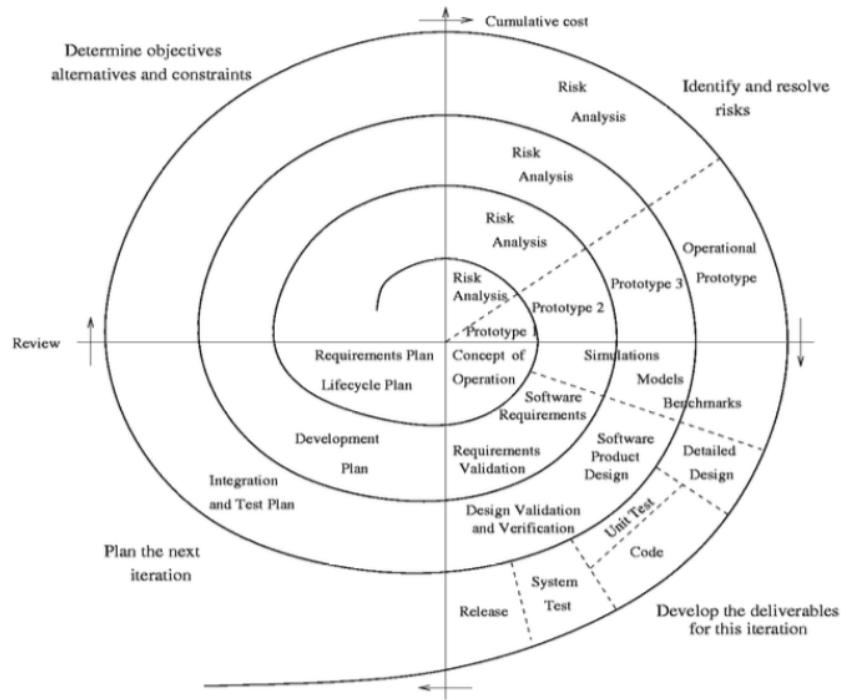 Cumulative cost
Determine objectives
alternatives and constraints
Identify and resolve
risks
Risk
Analysis
Risk
Analysis
Risk
Analysis
Risk
Analysis
Operational
Prototype
Prototype 3
Prototype 2
Prototype 1
Review
Requirements Plan
Lifecycle Plan
Concept of
Operation
Simulations
Models
Benchmarks
Software
Requirements
Development
Plan
Requirements
Validation
Software
Product
Design
Detailed
Design
Integration
and Test Plan
Design Validation
and Verification
Unit Test
Code
Plan the next
iteration
System
Test
Release
Develop the deliverables
for this iteration